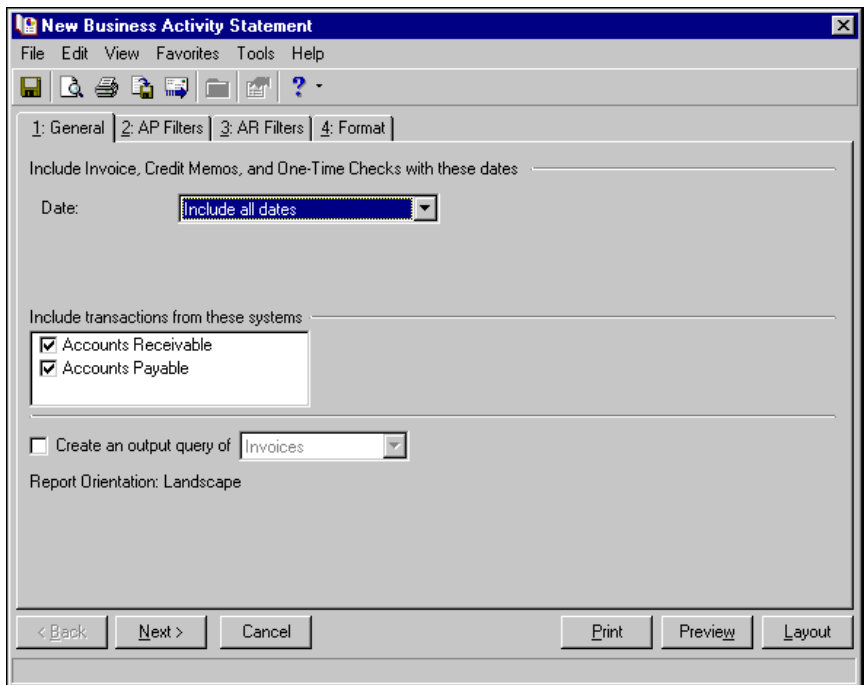 New Business Activity Statement
File Edit View Favorites Tools Help
?
1: General 2: AP Filters 3: AR Filters 4: Format
Include Invoice, Credit Memos, and One-Time Checks with these dates
Date: Include all dates
Include transactions from these systems
Accounts Receivable
Accounts Payable
Create an output query of Invoices
Report Orientation: Landscape
< Back Next > Cancel Print Preview Layout